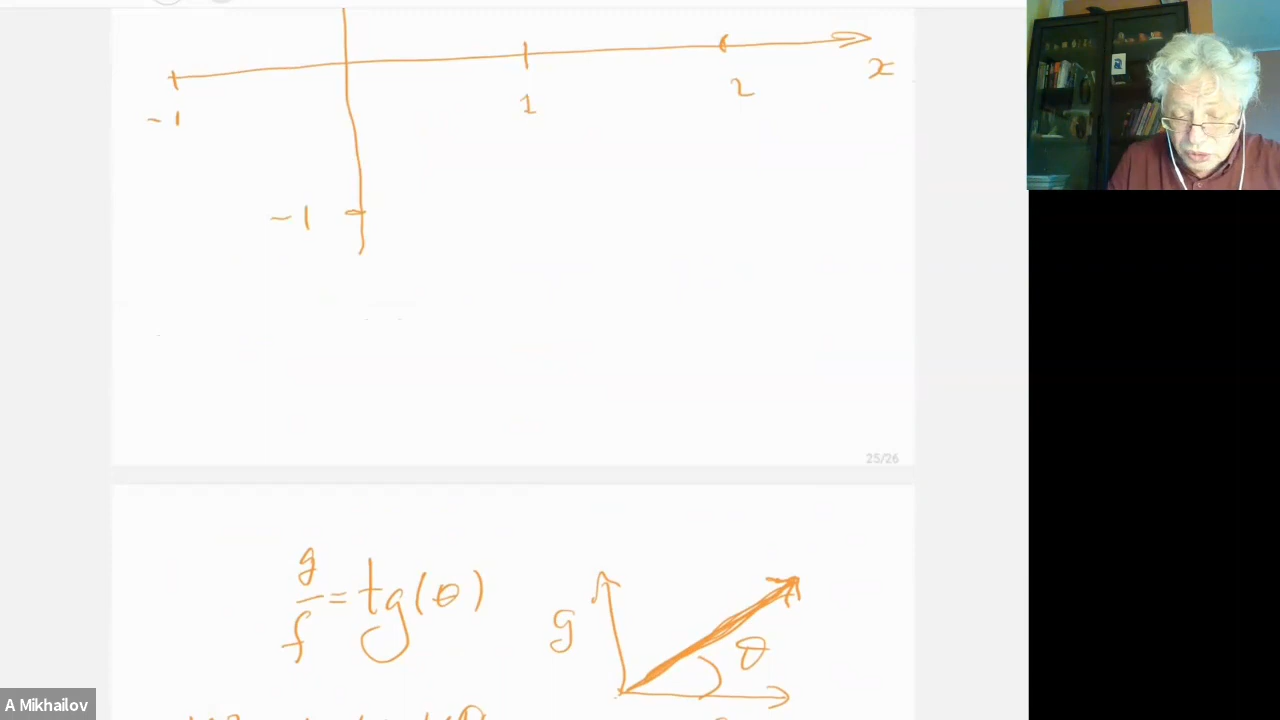 x
-1 1 2
-1
25/26
g/f = tg(θ)
g θ
A Mikhailov